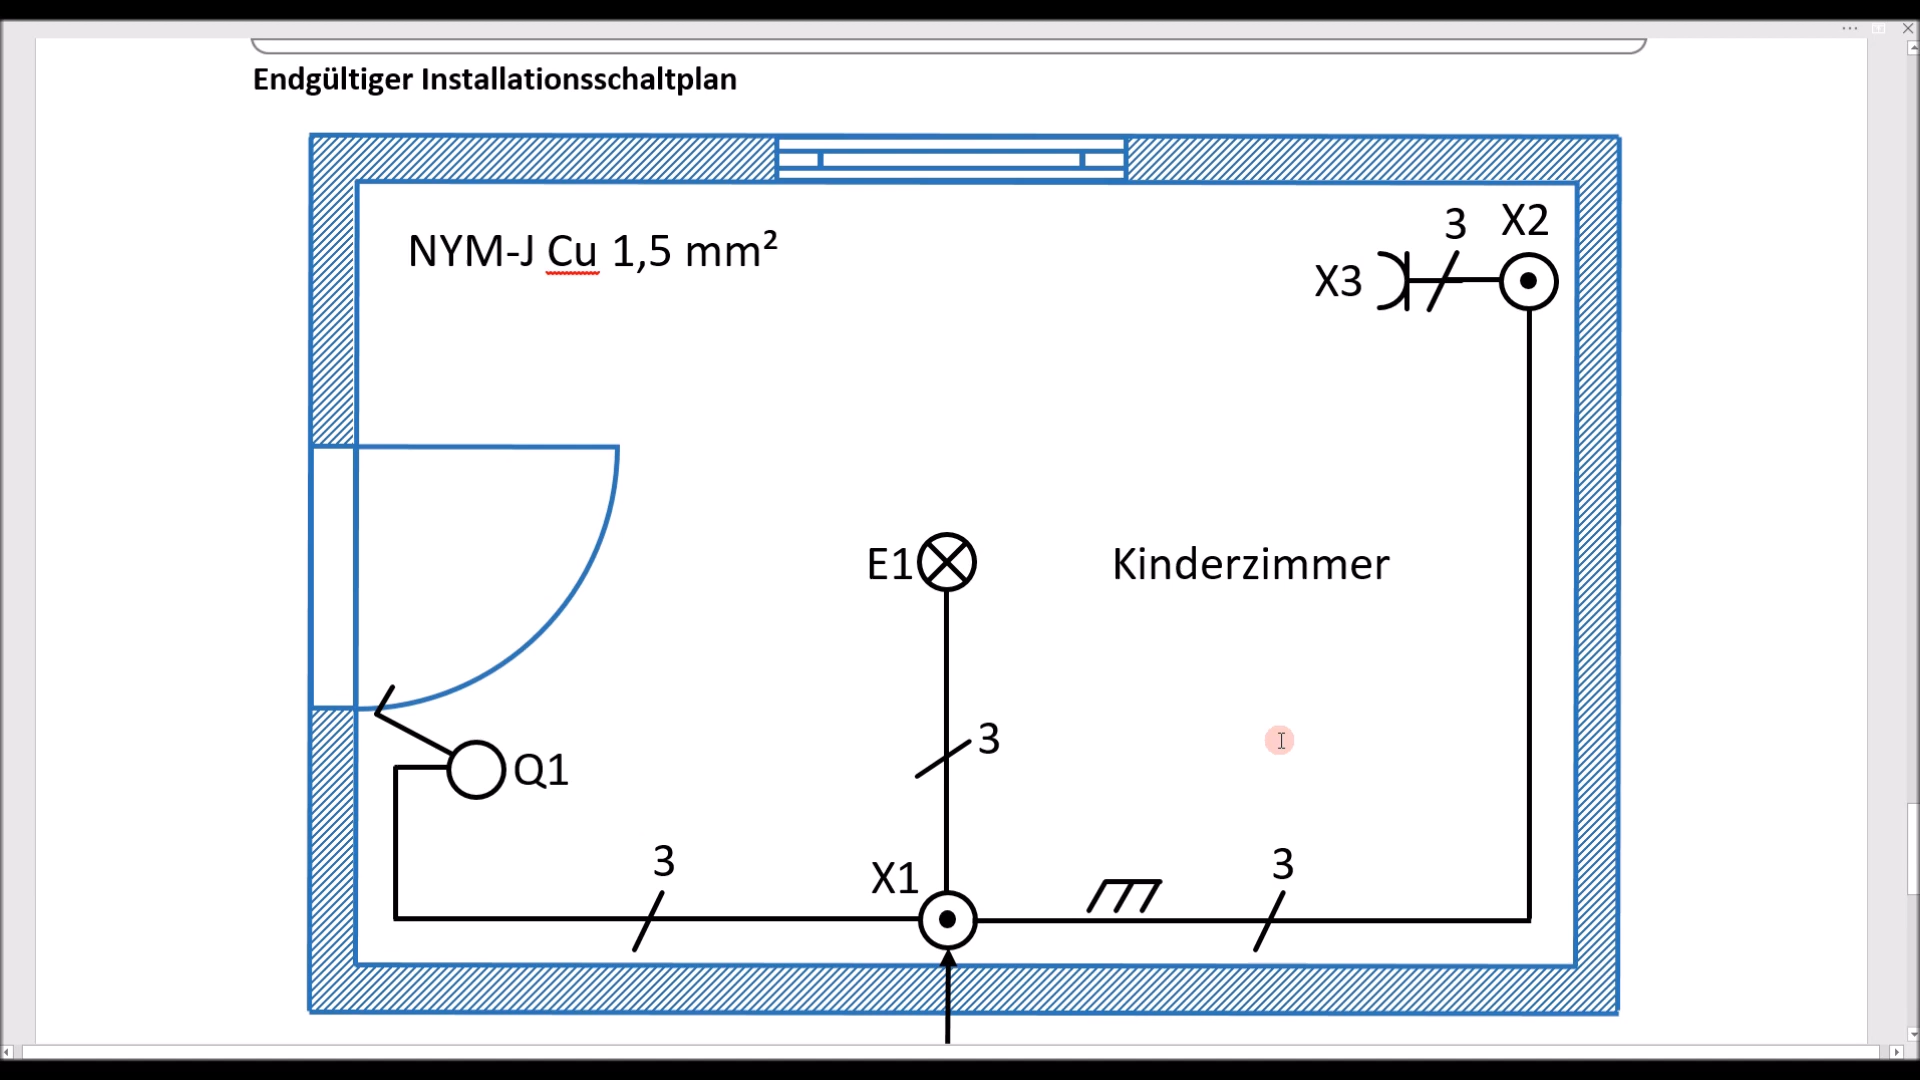 Endgültiger Installationsschaltplan
NYM-J Cu 1,5 mm²
3 X2
X3
E1
Kinderzimmer
3
Q1
3
X1
3